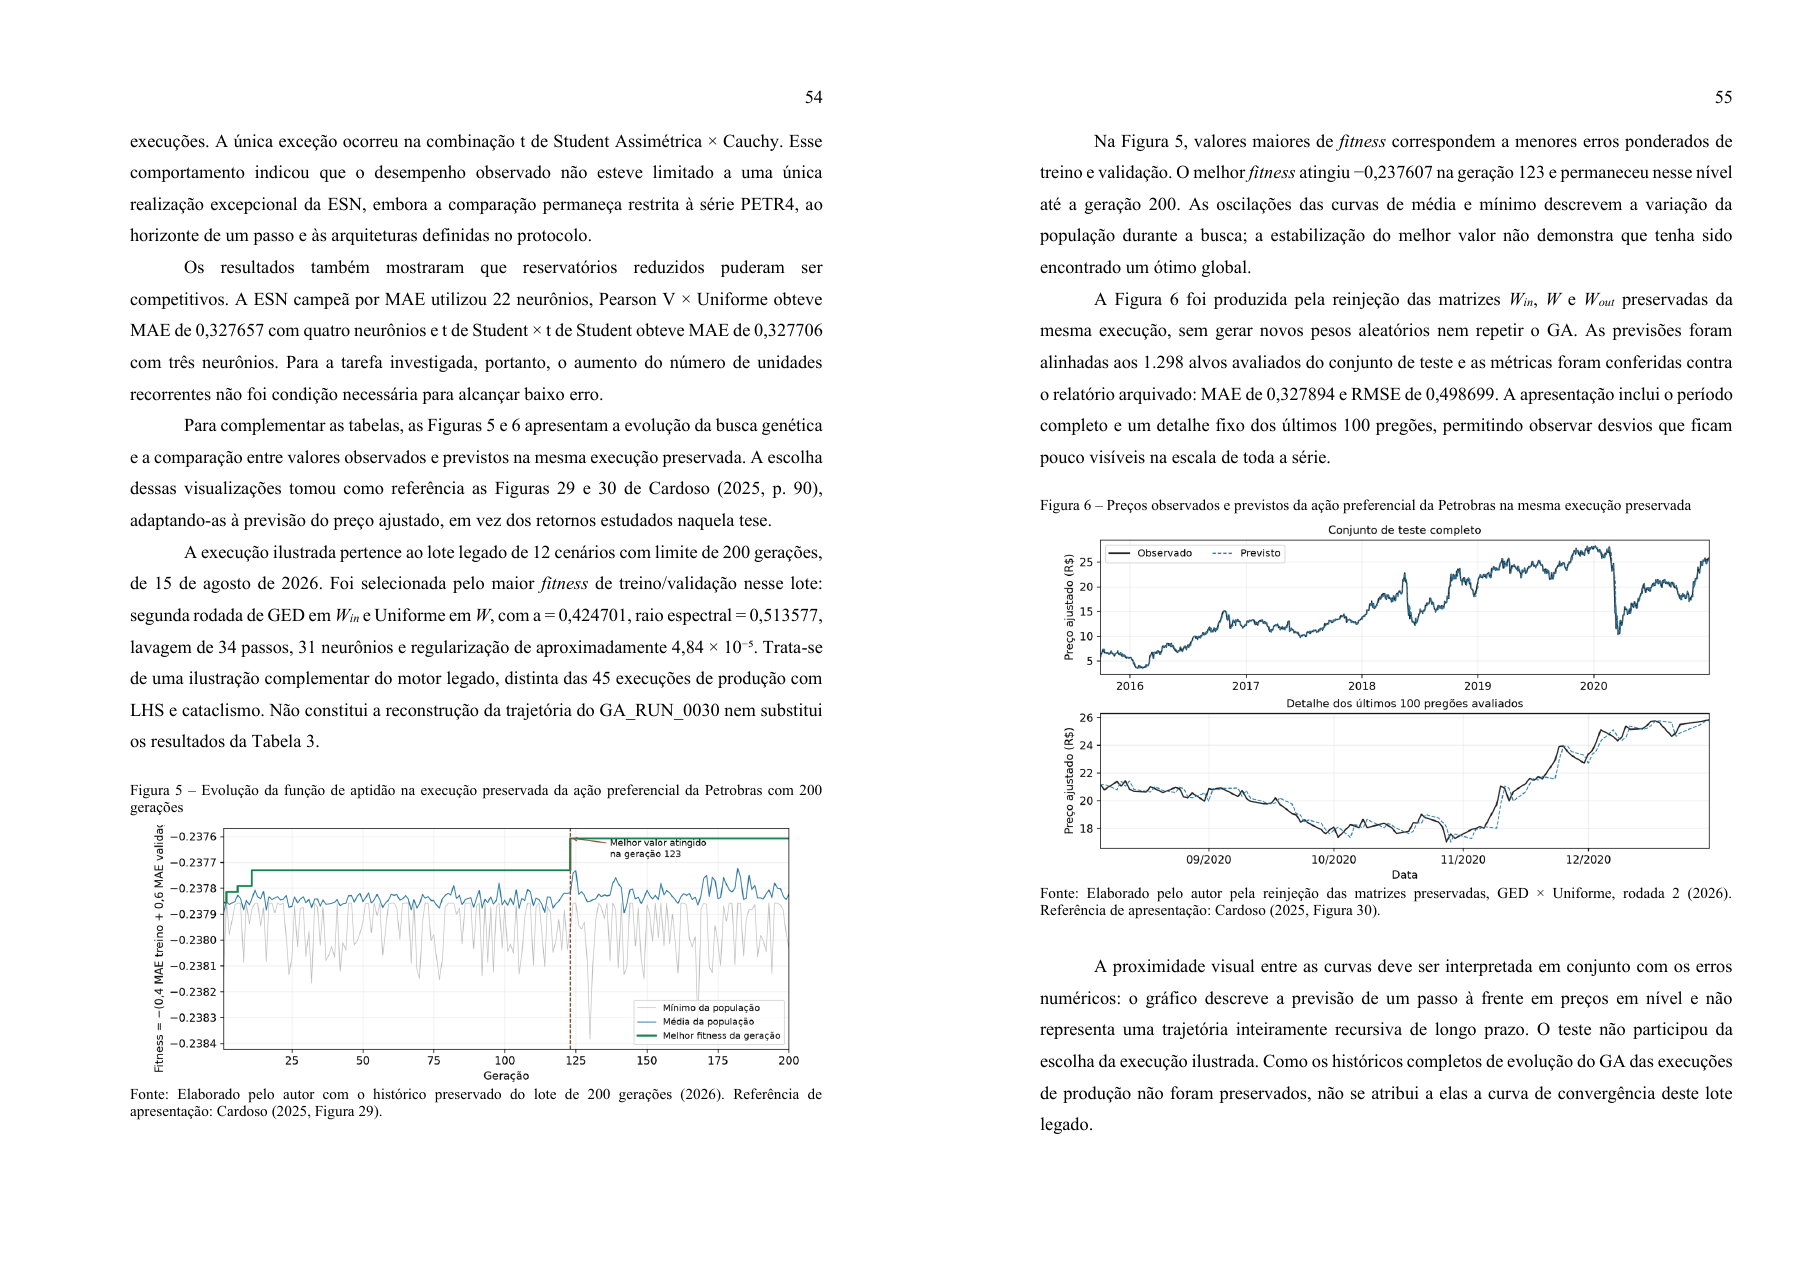 54
execuções. A única exceção ocorreu na combinação t de Student Assimétrica × Cauchy. Esse
comportamento indicou que o desempenho observado não esteve limitado a uma única
realização excepcional da ESN, embora a comparação permaneça restrita à série PETR4, ao
horizonte de um passo e às arquiteturas definidas no protocolo.
Os resultados também mostraram que reservatórios reduzidos puderam ser
competitivos. A ESN campeã por MAE utilizou 22 neurônios, Pearson V × Uniforme obteve
MAE de 0,327657 com quatro neurônios e t de Student × t de Student obteve MAE de 0,327706
com três neurônios. Para a tarefa investigada, portanto, o aumento do número de unidades
recorrentes não foi condição necessária para alcançar baixo erro.
Para complementar as tabelas, as Figuras 5 e 6 apresentam a evolução da busca genética
e a comparação entre valores observados e previstos na mesma execução preservada. A escolha
dessas visualizações tomou como referência as Figuras 29 e 30 de Cardoso (2025, p. 90),
adaptando-as à previsão do preço ajustado, em vez dos retornos estudados naquela tese.
A execução ilustrada pertence ao lote legado de 12 cenários com limite de 200 gerações,
de 15 de agosto de 2026. Foi selecionada pelo maior fitness de treino/validação nesse lote:
segunda rodada de GED em Win e Uniforme em W, com a = 0,424701, raio espectral = 0,513577,
lavagem de 34 passos, 31 neurônios e regularização de aproximadamente 4,84 × 10⁻⁵. Trata-se
de uma ilustração complementar do motor legado, distinta das 45 execuções de produção com
LHS e cataclismo. Não constitui a reconstrução da trajetória do GA_RUN_0030 nem substitui
os resultados da Tabela 3.
Figura 5 – Evolução da função de aptidão na execução preservada da ação preferencial da Petrobras com 200
gerações
Fitness = −(0,4 MAE treino + 0,6 MAE validaç
−0.2376
−0.2377
−0.2378
−0.2379
−0.2380
−0.2381
−0.2382
−0.2383
−0.2384
Melhor valor atingido
na geração 123
Mínimo da população
Média da população
Melhor fitness da geração
25 50 75 100 125 150 175 200
Geração
Fonte: Elaborado pelo autor com o histórico preservado do lote de 200 gerações (2026). Referência de
apresentação: Cardoso (2025, Figura 29).
55
Na Figura 5, valores maiores de fitness correspondem a menores erros ponderados de
treino e validação. O melhor fitness atingiu −0,237607 na geração 123 e permaneceu nesse nível
até a geração 200. As oscilações das curvas de média e mínimo descrevem a variação da
população durante a busca; a estabilização do melhor valor não demonstra que tenha sido
encontrado um ótimo global.
A Figura 6 foi produzida pela reinjeção das matrizes Win, W e Wout preservadas da
mesma execução, sem gerar novos pesos aleatórios nem repetir o GA. As previsões foram
alinhadas aos 1.298 alvos avaliados do conjunto de teste e as métricas foram conferidas contra
o relatório arquivado: MAE de 0,327894 e RMSE de 0,498699. A apresentação inclui o período
completo e um detalhe fixo dos últimos 100 pregões, permitindo observar desvios que ficam
pouco visíveis na escala de toda a série.
Figura 6 – Preços observados e previstos da ação preferencial da Petrobras na mesma execução preservada
Conjunto de teste completo
Observado Previsto
Preço ajustado (R$)
25
20
15
10
5
2016 2017 2018 2019 2020
Detalhe dos últimos 100 pregões avaliados
Preço ajustado (R$)
26
24
22
20
18
09/2020 10/2020 11/2020 12/2020
Data
Fonte: Elaborado pelo autor pela reinjeção das matrizes preservadas, GED × Uniforme, rodada 2 (2026).
Referência de apresentação: Cardoso (2025, Figura 30).
A proximidade visual entre as curvas deve ser interpretada em conjunto com os erros
numéricos: o gráfico descreve a previsão de um passo à frente em preços em nível e não
representa uma trajetória inteiramente recursiva de longo prazo. O teste não participou da
escolha da execução ilustrada. Como os históricos completos de evolução do GA das execuções
de produção não foram preservados, não se atribui a elas a curva de convergência deste lote
legado.